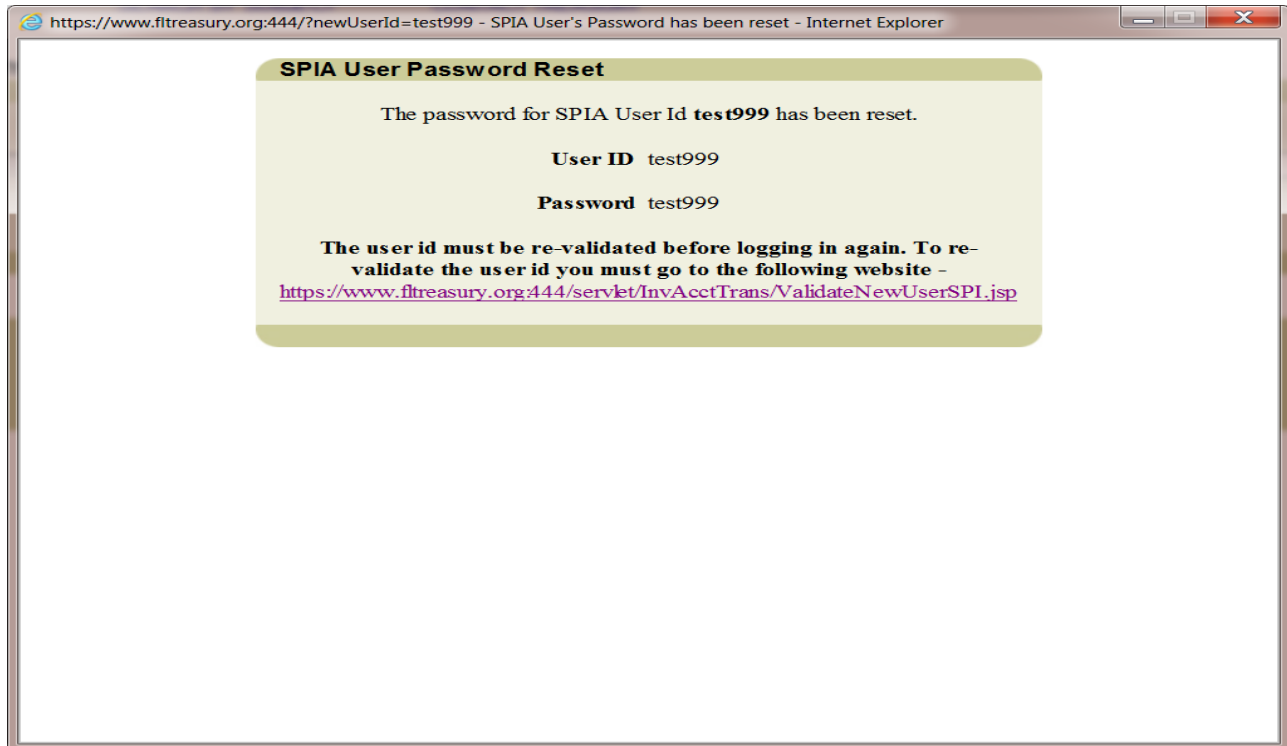 https://www.fltreasury.org:444/?newUserId=test999 - SPIA User's Password has been reset - Internet Explorer
SPIA User Password Reset
The password for SPIA User Id test999 has been reset.
User ID test999
Password test999
The user id must be re-validated before logging in again. To re-
validate the user id you must go to the following website -
https://www.fltreasury.org:444/servlet/InvAcctTrans/ValidateNewUserSPI.jsp